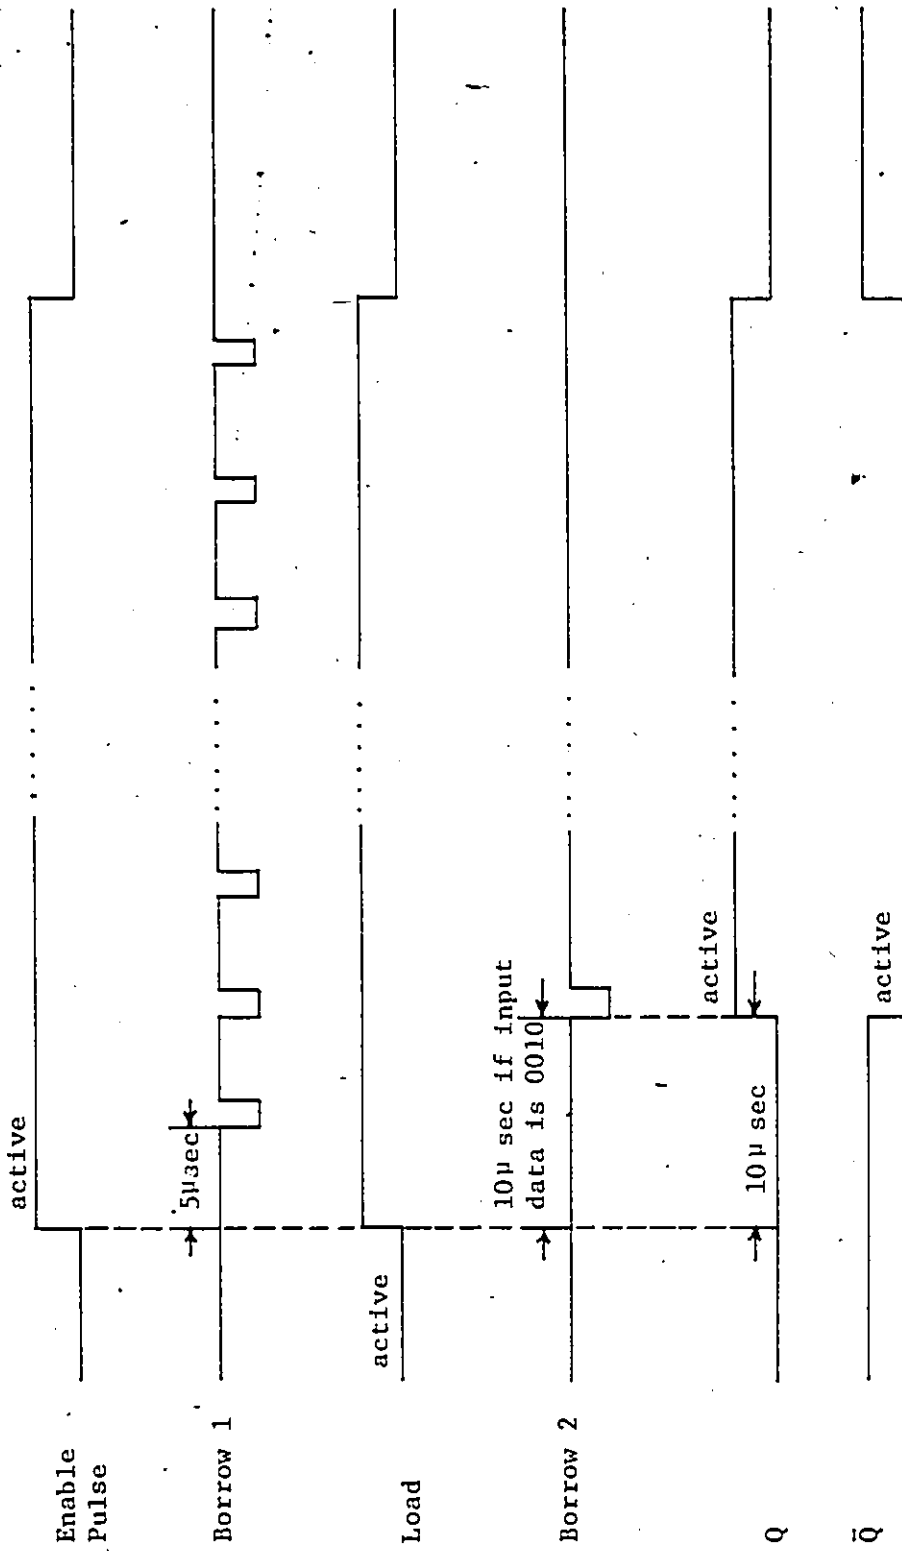 Enable
Pulse
active
Borrow 1
5μsec
Load
active
Borrow 2
10μ sec if input
data is 0010
Q
active
10μ sec
Q̄
active